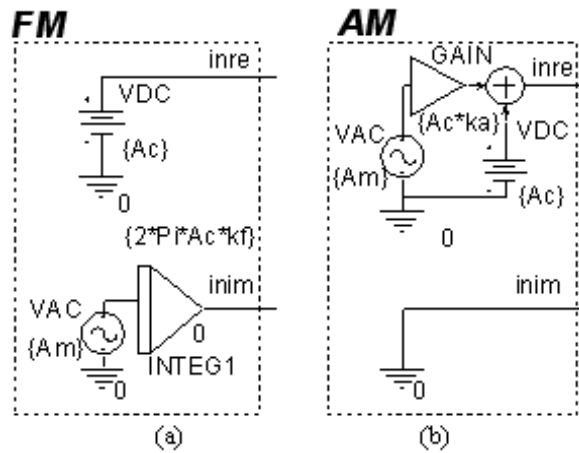 FM
inre
VDC
{Ac}
0
{2*Pi*Ac*kf}
inim
VAC
{Am}
0
0
INTEG1
(a)
AM
GAIN
inre
{Ac*ka}
VDC
VAC
{Am}
{Ac}
0
inim
0
(b)